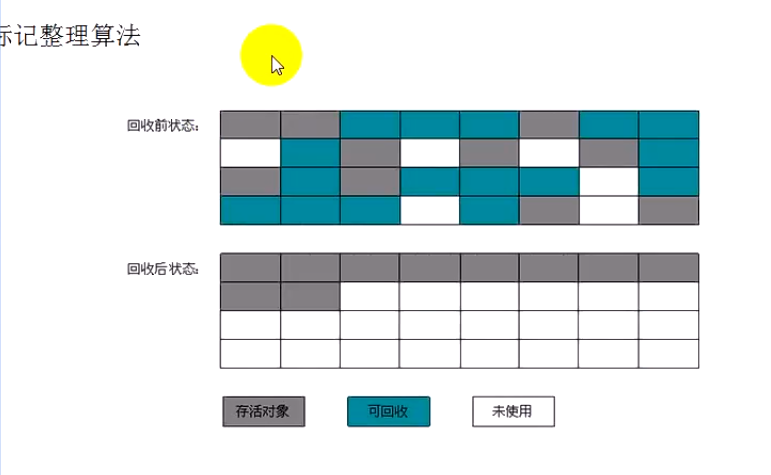 标记整理算法
回收前状态：
回收后状态：
存活对象
可回收
未使用